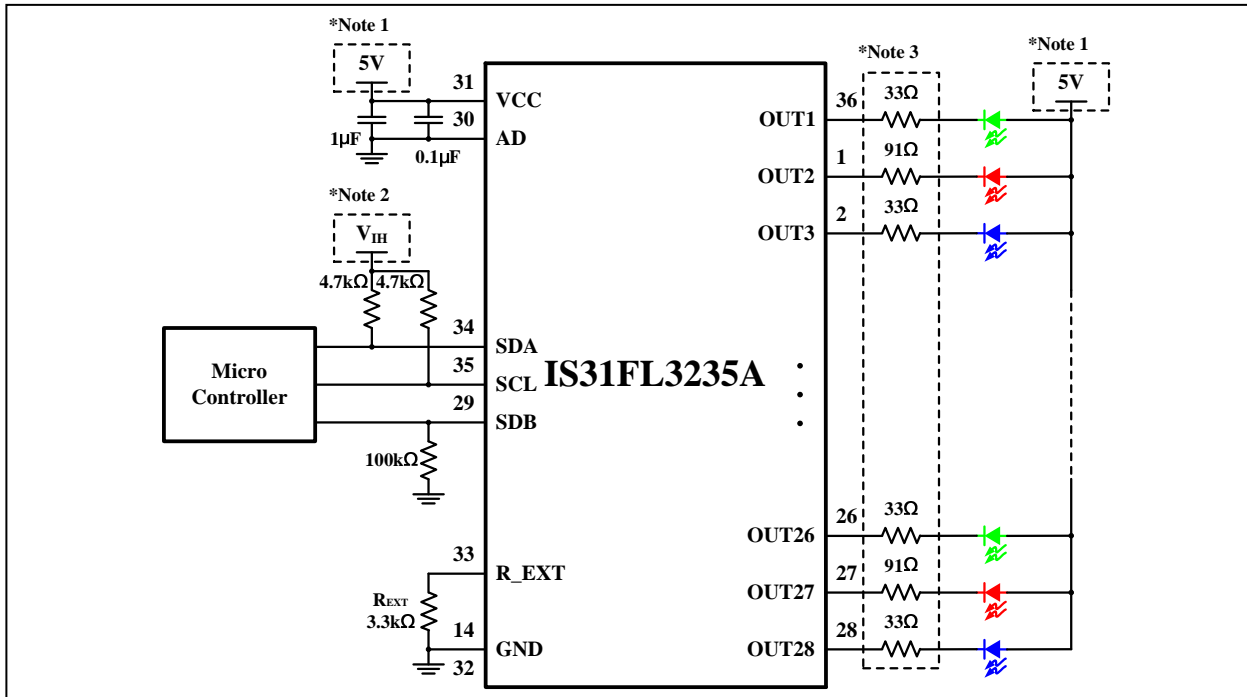 *Note 1
5V
31
VCC
30
AD
1µF
0.1µF
*Note 2
VIH
4.7kΩ 4.7kΩ
34
SDA
35
SCL
29
SDB
Micro
Controller
100kΩ
33
R_EXT
REXT
3.3kΩ
14
GND
32
IS31FL3235A
*Note 3
*Note 1
5V
36
33Ω
OUT1
1
91Ω
OUT2
2
33Ω
OUT3
26
33Ω
OUT26
27
91Ω
OUT27
28
33Ω
OUT28